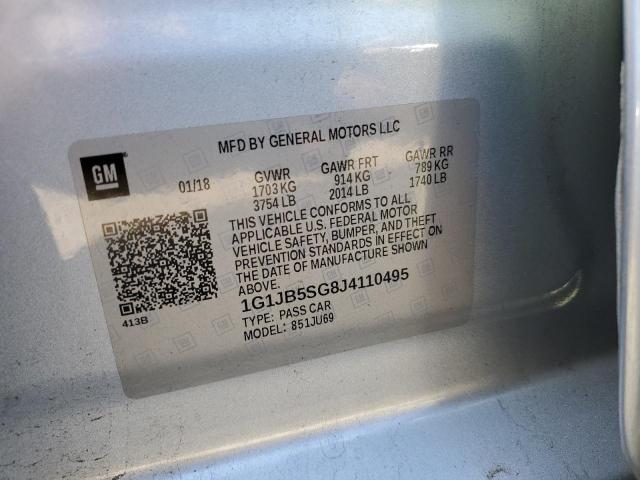 MFD BY GENERAL MOTORS LLC
GM
01/18 GVWR GAWR FRT GAWR RR
1703 KG 914 KG 789 KG
3754 LB 2014 LB 1740 LB
THIS VEHICLE CONFORMS TO ALL
APPLICABLE U.S. FEDERAL MOTOR
VEHICLE SAFETY, BUMPER, AND THEFT
PREVENTION STANDARDS IN EFFECT ON
THE DATE OF MANUFACTURE SHOWN
ABOVE.
1G1JB5SG8J4110495
TYPE: PASS CAR
MODEL: 851JU69
413B